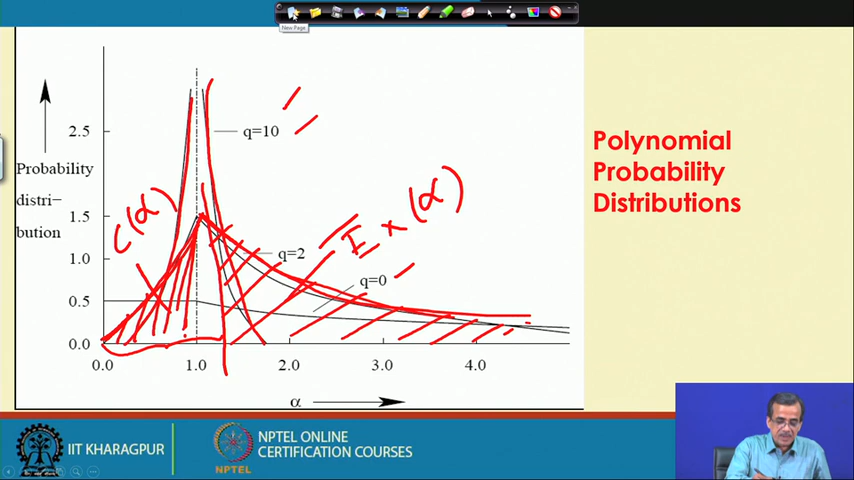 New Page
q=10
2.5
Probability
distri–
bution
C(α)
Ex(α)
1.5
q=2
1.0
q=0
0.5
0.0
0.0 1.0 2.0 3.0 4.0
α
Polynomial
Probability
Distributions
IIT KHARAGPUR
NPTEL
NPTEL ONLINE
CERTIFICATION COURSES